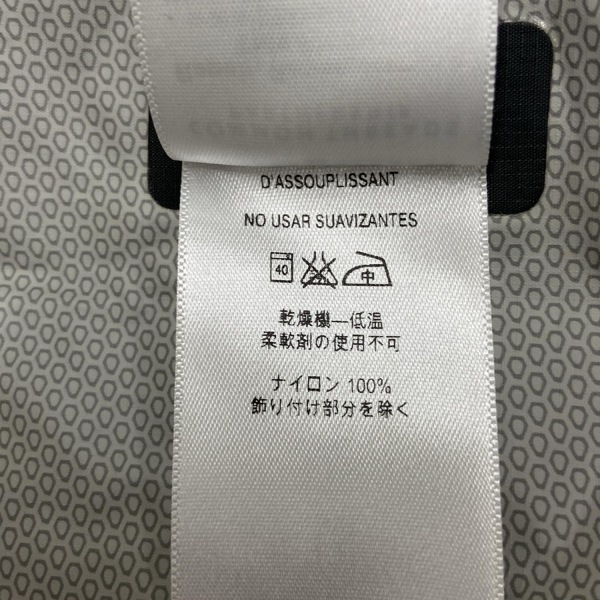 D'ASSOUPLISSANT
NO USAR SUAVIZANTES
40 中
乾燥機—低温
柔軟剤の使用不可
ナイロン 100%
飾り付け部分を除く